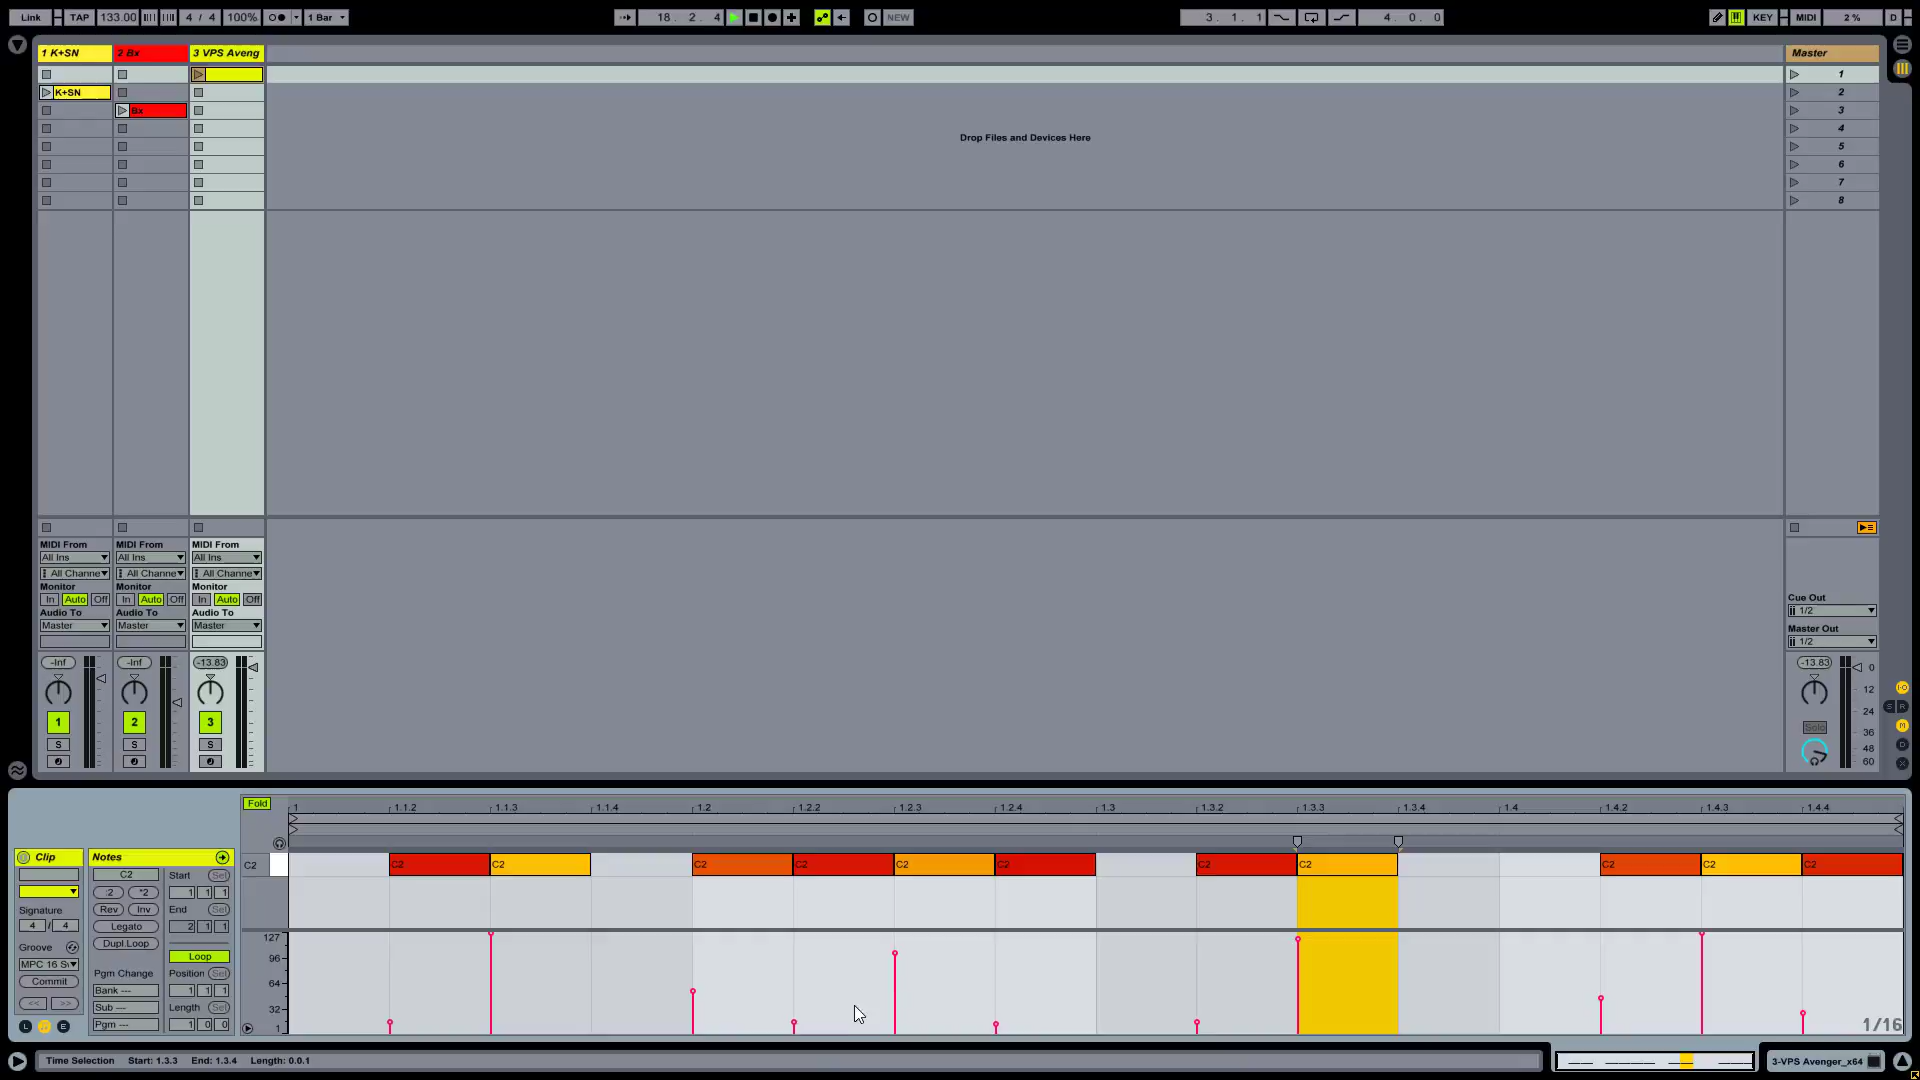 Link TAP 133.00 4 / 4 100% 1 Bar 18. 2. 4 NEW 3. 1. 1 4. 0. 0 KEY MIDI 2 % D
1 K+SN 2 Bx 3 VPS Aveng Master
1
K+SN 2
Bx 3
4
5
6
7
8
Drop Files and Devices Here
MIDI From MIDI From MIDI From
All Ins All Ins All Ins
All Channe All Channe All Channe
Monitor Monitor Monitor
In Auto Off In Auto Off In Auto Off
Cue Out
Audio To Audio To Audio To
1/2
Master Master Master
Master Out
1/2
-Inf -Inf -13.83 -13.83 0
12
24
36
48
60
1 2 3
S S S Solo
S R
Fold 1 1.1.2 1.1.3 1.1.4 1.2 1.2.2 1.2.3 1.2.4 1.3 1.3.2 1.3.3 1.3.4 1.4 1.4.2 1.4.3 1.4.4
Clip Notes
C2 C2 C2 C2 C2 C2 C2 C2 C2 C2 C2 C2
C2 Start Set
:2 *2 1 1 1
Signature Rev Inv End Set
4 / 4 Legato 2 1 1
Groove Dupl.Loop
MPC 16 Sw Loop
Pgm Change Position Set
Commit Bank --- 1 1 1
<< >> Sub --- Length Set
L E Pgm --- 1 0 0
127
96
64
32
1
1/16
Time Selection Start: 1.3.3 End: 1.3.4 Length: 0.0.1 3-VPS Avenger_x64